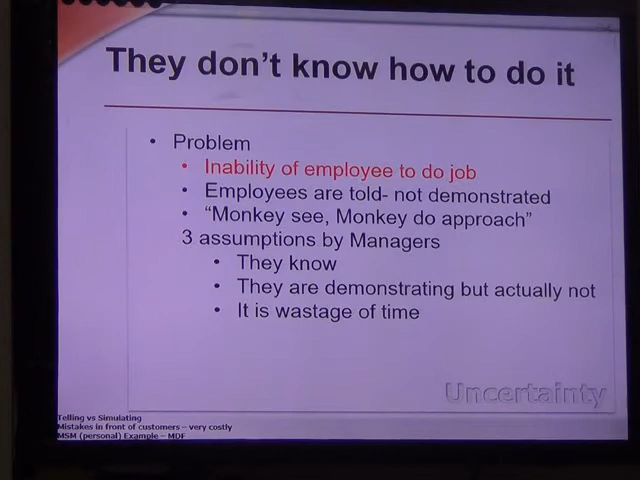 They don't know how to do it
• Problem
• Inability of employee to do job
• Employees are told- not demonstrated
• "Monkey see, Monkey do approach"
3 assumptions by Managers
• They know
• They are demonstrating but actually not
• It is wastage of time
Uncertainty
Telling vs Simulating
Mistakes in front of customers – very costly
MSM (personal) Example – MDF